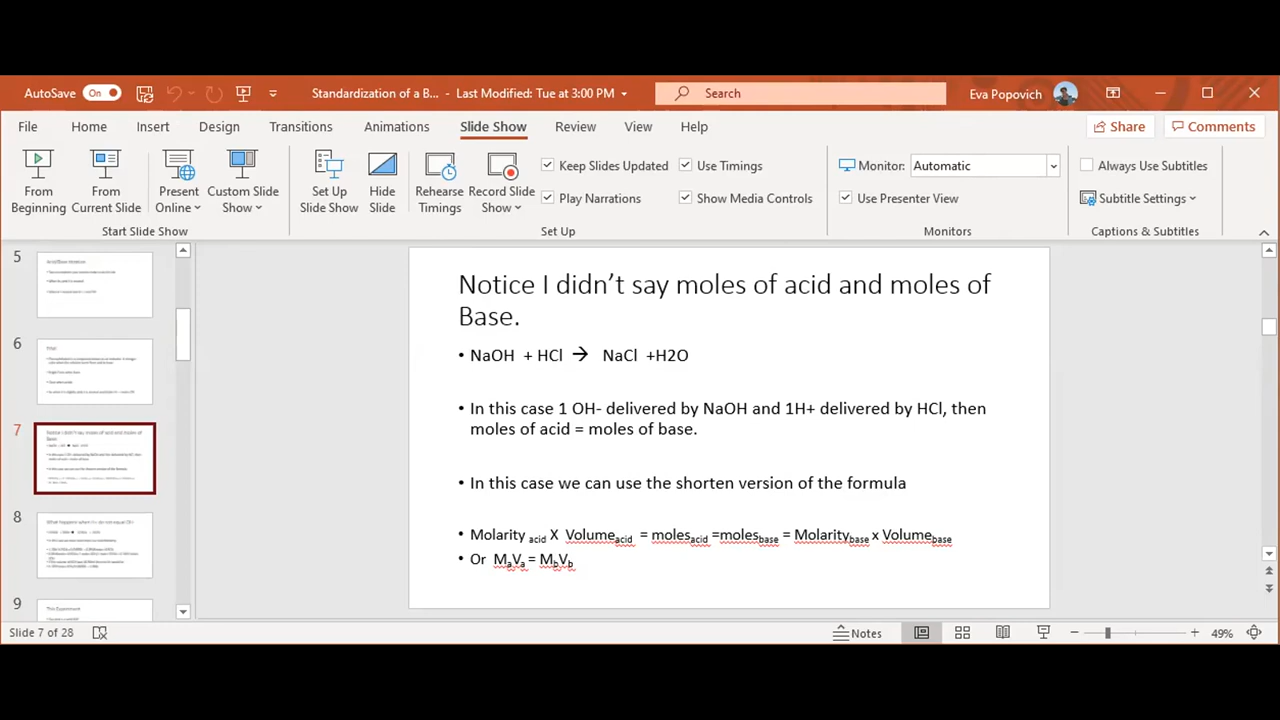 AutoSave On Standardization of a B... - Last Modified: Tue at 3:00 PM Search Eva Popovich
File Home Insert Design Transitions Animations Slide Show Review View Help Share Comments
From Beginning
From Current Slide
Present Online
Custom Slide Show
Set Up Slide Show
Hide Slide
Rehearse Timings
Record Slide Show
Keep Slides Updated
Play Narrations
Use Timings
Show Media Controls
Monitor: Automatic
Use Presenter View
Always Use Subtitles
Subtitle Settings
Start Slide Show Set Up Monitors Captions & Subtitles
5
6
7
8
9
This Experiment
Notice I didn't say moles of acid and moles of
Base.
• NaOH + HCl → NaCl +H2O
• In this case 1 OH- delivered by NaOH and 1H+ delivered by HCl, then
moles of acid = moles of base.
• In this case we can use the shorten version of the formula
• Molarity acid X Volumeacid = molesacid =molesbase = Molaritybase x Volumebase
• Or = MbVb
Slide 7 of 28 Notes 49%